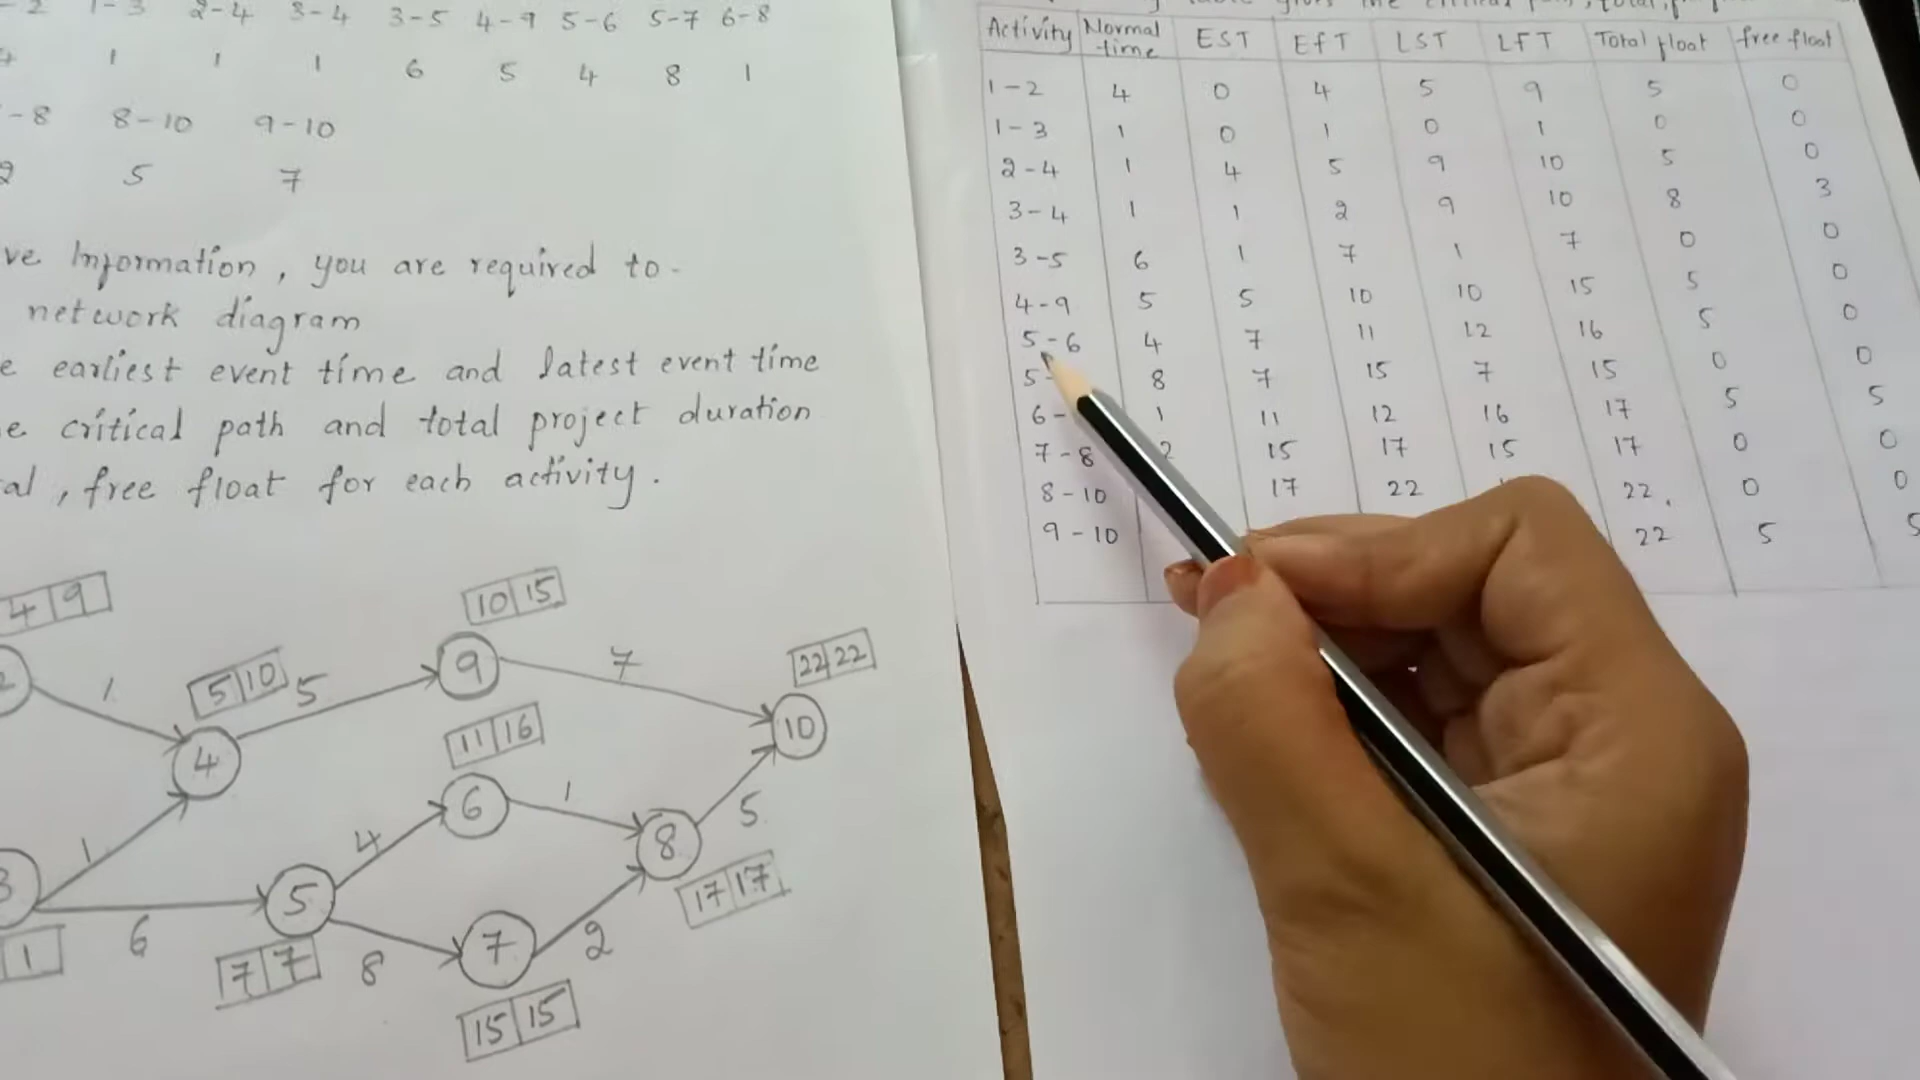 1-3 2-4 3-4 3-5 4-9 5-6 5-7 6-8
4 1 1 1 6 5 4 8 1
-8 8-10 9-10
2 5 7
ve Information, you are required to-
network diagram
e earliest event time and latest event time
e critical path and total project duration
al, free float for each activity.
4 9
2
1
5 10
5
4
10 15
9
7
22 22
10
11 16
6
1
4
3
1
6
5
7 7
8
7
15 15
2
8
17 17
5
1
Activity Normal time EST EfT LST LFT Total float free float
1-2 4 0 4 5 9 5 0
1-3 1 0 1 0 1 0 0
2-4 1 4 5 9 10 5 0
3-4 1 1 2 9 10 8 3
3-5 6 1 7 1 7 0 0
4-9 5 5 10 10 15 5 0
5-6 4 7 11 12 16 5 0
5- 8 7 15 7 15 0 0
6- 1 11 12 16 17 5 5
7-8 2 15 17 15 17 0 0
8-10 17 22 22 0 0
9-10 22 5 5